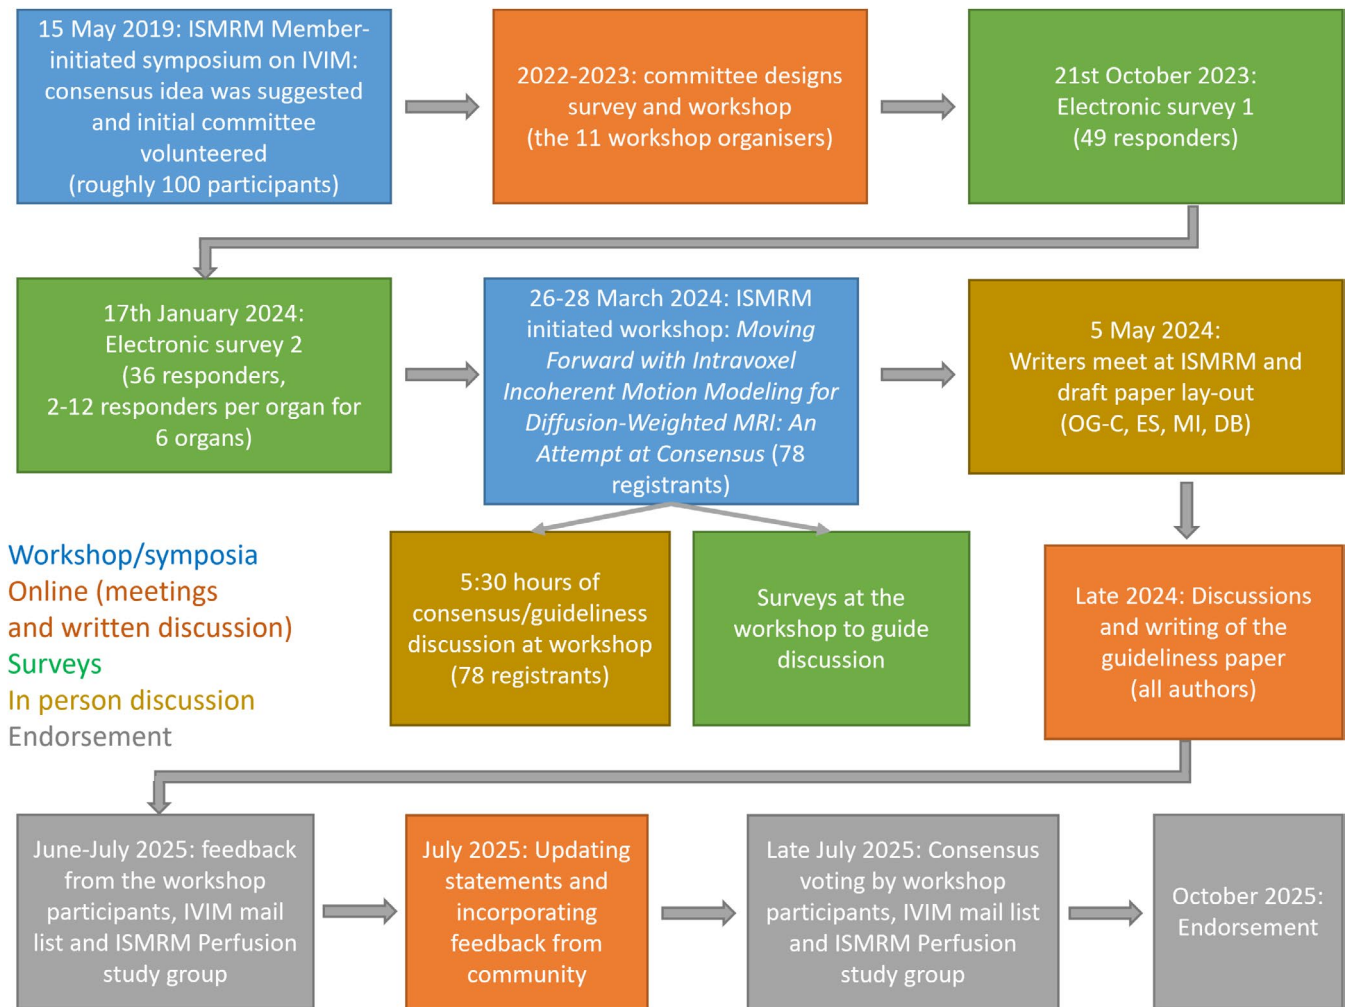 15 May 2019: ISMRM Member-
initiated symposium on IVIM:
consensus idea was suggested
and initial committee
volunteered
(roughly 100 participants)
2022-2023: committee designs
survey and workshop
(the 11 workshop organisers)
21st October 2023:
Electronic survey 1
(49 responders)
17th January 2024:
Electronic survey 2
(36 responders,
2-12 responders per organ for
6 organs)
26-28 March 2024: ISMRM
initiated workshop: Moving
Forward with Intravoxel
Incoherent Motion Modeling for
Diffusion-Weighted MRI: An
Attempt at Consensus (78
registrants)
5 May 2024:
Writers meet at ISMRM and
draft paper lay-out
(OG-C, ES, MI, DB)
Workshop/symposia
Online (meetings
and written discussion)
Surveys
In person discussion
Endorsement
5:30 hours of
consensus/guideliness
discussion at workshop
(78 registrants)
Surveys at the
workshop to guide
discussion
Late 2024: Discussions
and writing of the
guideliness paper
(all authors)
June-July 2025: feedback
from the workshop
participants, IVIM mail
list and ISMRM Perfusion
study group
July 2025: Updating
statements and
incorporating
feedback from
community
Late July 2025: Consensus
voting by workshop
participants, IVIM mail list
and ISMRM Perfusion
study group
October 2025:
Endorsement